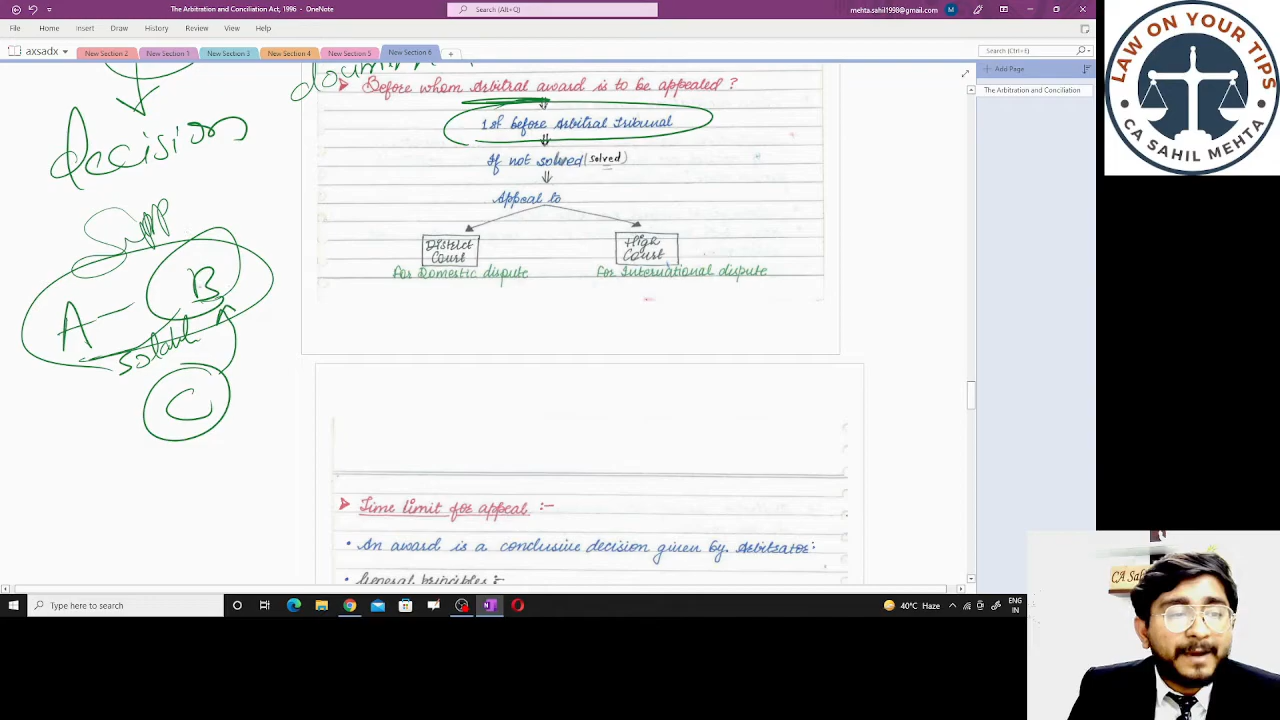 The Arbitration and Conciliation Act, 1996 - OneNote
Search (Alt+Q)
mehta.sahil1998@gmail.com
M
File Home Insert Draw History Review View Help
axsadx
New Section 2 New Section 1 New Section 3 New Section 4 New Section 5 New Section 6
Search (Ctrl+E)
Add Page
The Arbitration and Conciliation
Before whom Arbitral award is to be appealed ?
1st before Arbitral Tribunal
If not solved (solved)
Appeal to
District Court
High Court
For Domestic dispute
For International dispute
decision
Supp
A - B
C
Time limit for appeal :-
• An award is a conclusive decision given by. Arbitrator:
• General principles :-
LAW ON YOUR TIPS
CA SAHIL MEHTA
CA Sa
Type here to search
40°C Haze
ENG
IN